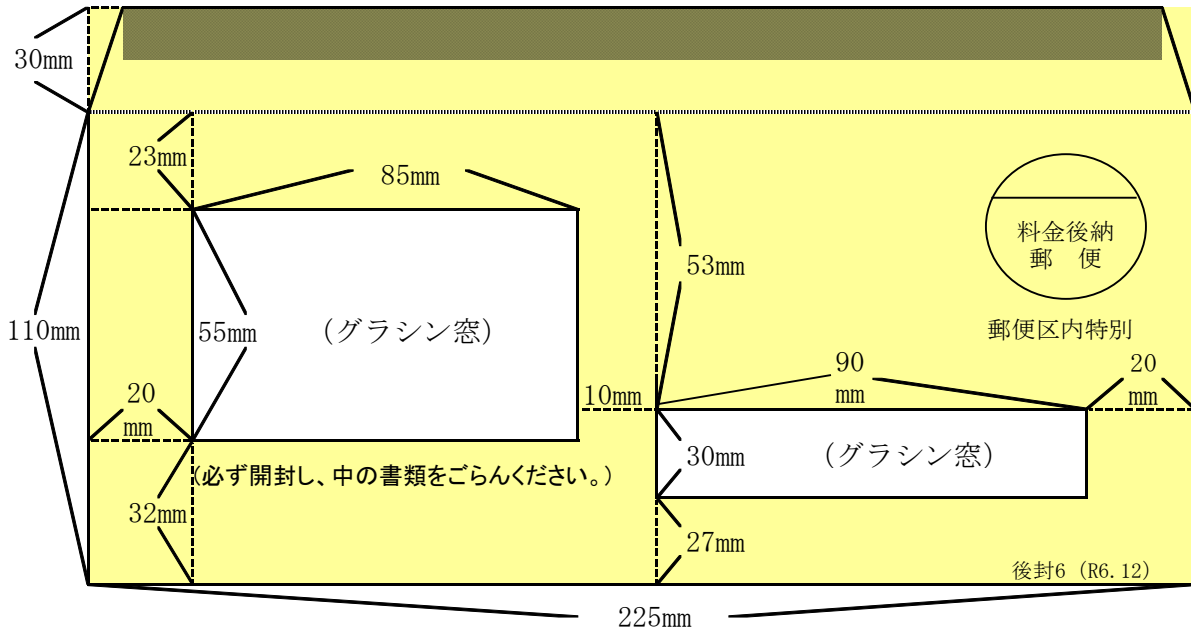 30mm
23mm
85mm
料金後納
郵　便
53mm
110mm
55mm
(グラシン窓)
郵便区内特別
20
mm
10mm
90
mm
20
mm
30mm
(グラシン窓)
(必ず開封し、中の書類をごらんください。)
32mm
27mm
後封6 (R6.12)
225mm